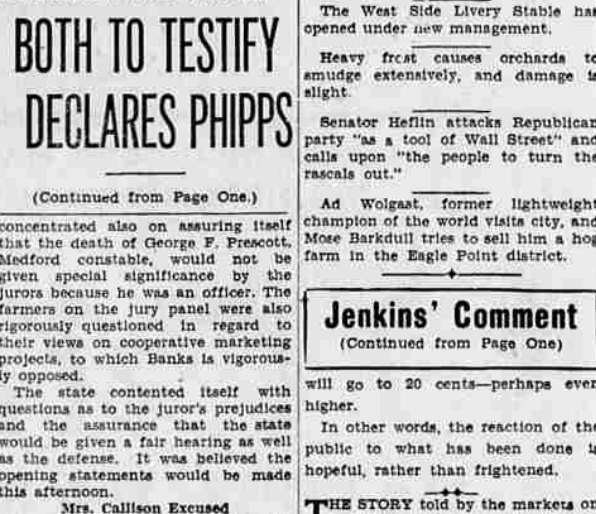 BOTH TO TESTIFY
DECLARES PHIPPS
(Continued from Page One.)
concentrated also on assuring itself
that the death of George F. Prescott,
Medford constable, would not be
given special significance by the
jurors because he was an officer. The
farmers on the jury panel were also
rigorously questioned in regard to
their views on cooperative marketing
projects, to which Banks is vigorous-
ly opposed.
The state contented itself with
questions as to the juror's prejudices
and the assurance that the state
would be given a fair hearing as well
as the defense. It was believed the
opening statements would be made
this afternoon.
Mrs. Callison Excused
The West Side Livery Stable has
opened under new management.
Heavy frost causes orchards to
smudge extensively, and damage is
slight.
Senator Heflin attacks Republican
party "as a tool of Wall Street" and
calls upon "the people to turn the
rascals out."
Ad Wolgast, former lightweight
champion of the world visits city, and
Mose Barkdull tries to sell him a hog
farm in the Eagle Point district.
Jenkins' Comment
(Continued from Page One)
will go to 20 cents—perhaps even
higher.
In other words, the reaction of the
public to what has been done is
hopeful, rather than frightened.
THE STORY told by the markets on